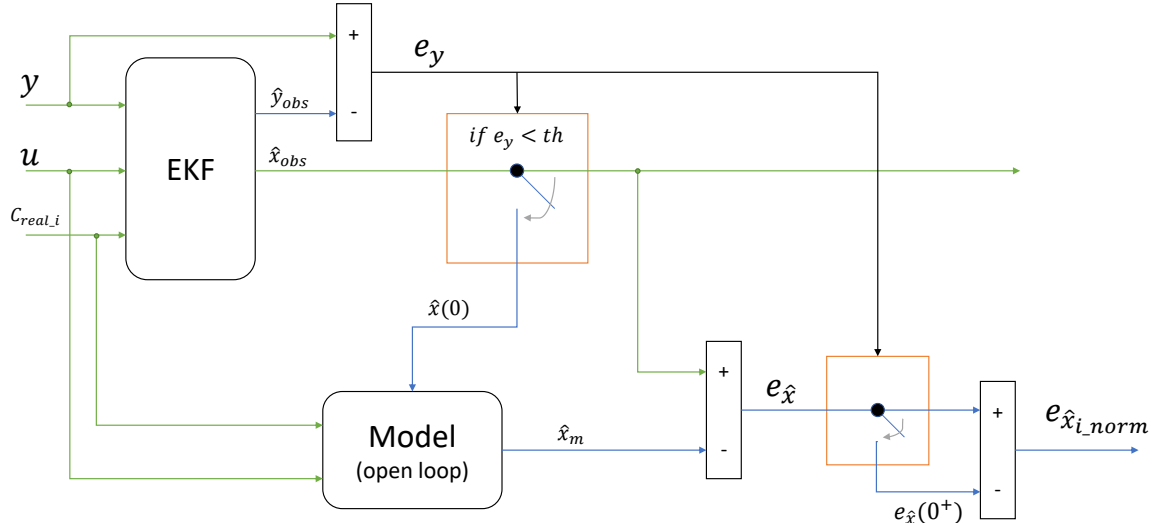 +
e_y
y
ŷ_obs
-
if e_y < th
u
x̂_obs
EKF
C_real_i
x̂(0)
+
e_x̂
+
e_x̂_i_norm
Model
(open loop)
x̂_m
-
-
e_x̂(0⁺)